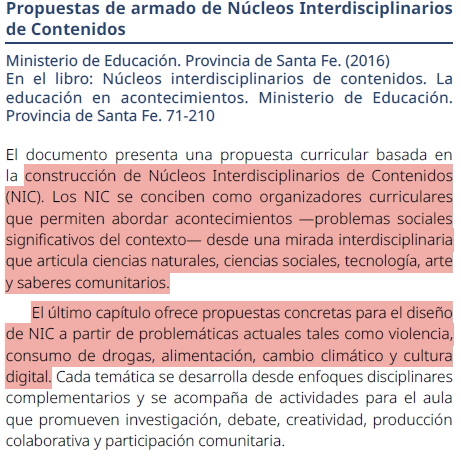 Propuestas de armado de Núcleos Interdisciplinarios
de Contenidos
Ministerio de Educación. Provincia de Santa Fe. (2016)
En el libro: Núcleos interdisciplinarios de contenidos. La
educación en acontecimientos. Ministerio de Educación.
Provincia de Santa Fe. 71-210
El documento presenta una propuesta curricular basada en
la construcción de Núcleos Interdisciplinarios de Contenidos
(NIC). Los NIC se conciben como organizadores curriculares
que permiten abordar acontecimientos —problemas sociales
significativos del contexto— desde una mirada interdisciplinaria
que articula ciencias naturales, ciencias sociales, tecnología, arte
y saberes comunitarios.
El último capítulo ofrece propuestas concretas para el diseño
de NIC a partir de problemáticas actuales tales como violencia,
consumo de drogas, alimentación, cambio climático y cultura
digital. Cada temática se desarrolla desde enfoques disciplinares
complementarios y se acompaña de actividades para el aula
que promueven investigación, debate, creatividad, producción
colaborativa y participación comunitaria.